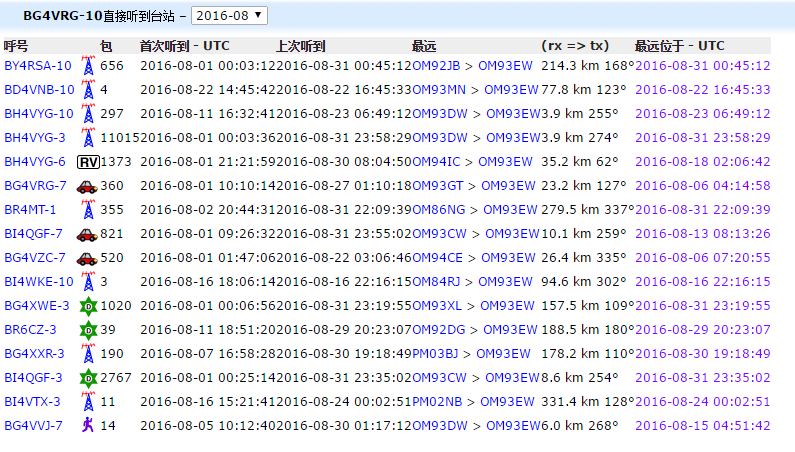 BG4VRG-10直接听到台站 – 2016-08 ▼
呼号 包 首次听到 - UTC 上次听到 最远 (rx => tx) 最远位于 - UTC
BY4RSA-10 656 2016-08-01 00:03:12 2016-08-31 00:45:12 OM92JB > OM93EW 214.3 km 168° 2016-08-31 00:45:12
BD4VNB-10 4 2016-08-22 14:45:42 2016-08-22 16:45:33 OM93MN > OM93EW 77.8 km 123° 2016-08-22 16:45:33
BH4VYG-10 297 2016-08-11 16:32:41 2016-08-23 06:49:12 OM93DW > OM93EW 3.9 km 255° 2016-08-23 06:49:12
BH4VYG-3 11015 2016-08-01 00:03:36 2016-08-31 23:58:29 OM93DW > OM93EW 3.9 km 274° 2016-08-31 23:58:29
BH4VYG-6 RV 1373 2016-08-01 21:21:59 2016-08-30 08:04:50 OM94IC > OM93EW 35.2 km 62° 2016-08-18 02:06:42
BG4VRG-7 360 2016-08-01 10:10:14 2016-08-27 01:10:18 OM93GT > OM93EW 23.2 km 127° 2016-08-06 04:14:58
BR4MT-1 355 2016-08-02 20:44:31 2016-08-31 22:09:39 OM86NG > OM93EW 279.5 km 337° 2016-08-31 22:09:39
BI4QGF-7 821 2016-08-01 09:26:32 2016-08-31 23:55:02 OM93CW > OM93EW 10.1 km 259° 2016-08-13 08:13:26
BG4VZC-7 520 2016-08-01 01:47:06 2016-08-22 03:06:46 OM94CE > OM93EW 26.4 km 335° 2016-08-06 07:20:55
BI4WKE-10 3 2016-08-16 18:06:14 2016-08-16 22:16:15 OM84RJ > OM93EW 94.6 km 302° 2016-08-16 22:16:15
BG4XWE-3 D 1020 2016-08-01 00:06:56 2016-08-31 23:19:55 OM93XL > OM93EW 157.5 km 109° 2016-08-31 23:19:55
BR6CZ-3 D 39 2016-08-11 18:51:20 2016-08-29 20:23:07 OM92DG > OM93EW 188.5 km 180° 2016-08-29 20:23:07
BG4XXR-3 190 2016-08-07 16:58:28 2016-08-30 19:18:49 PM03BJ > OM93EW 178.2 km 110° 2016-08-30 19:18:49
BI4QGF-3 D 2767 2016-08-01 00:25:14 2016-08-31 23:35:02 OM93CW > OM93EW 8.6 km 254° 2016-08-31 23:35:02
BI4VTX-3 11 2016-08-16 15:21:41 2016-08-24 00:02:51 PM02NB > OM93EW 331.4 km 128° 2016-08-24 00:02:51
BG4VVJ-7 14 2016-08-05 10:12:40 2016-08-30 01:17:12 OM93DW > OM93EW 6.0 km 268° 2016-08-15 04:51:42